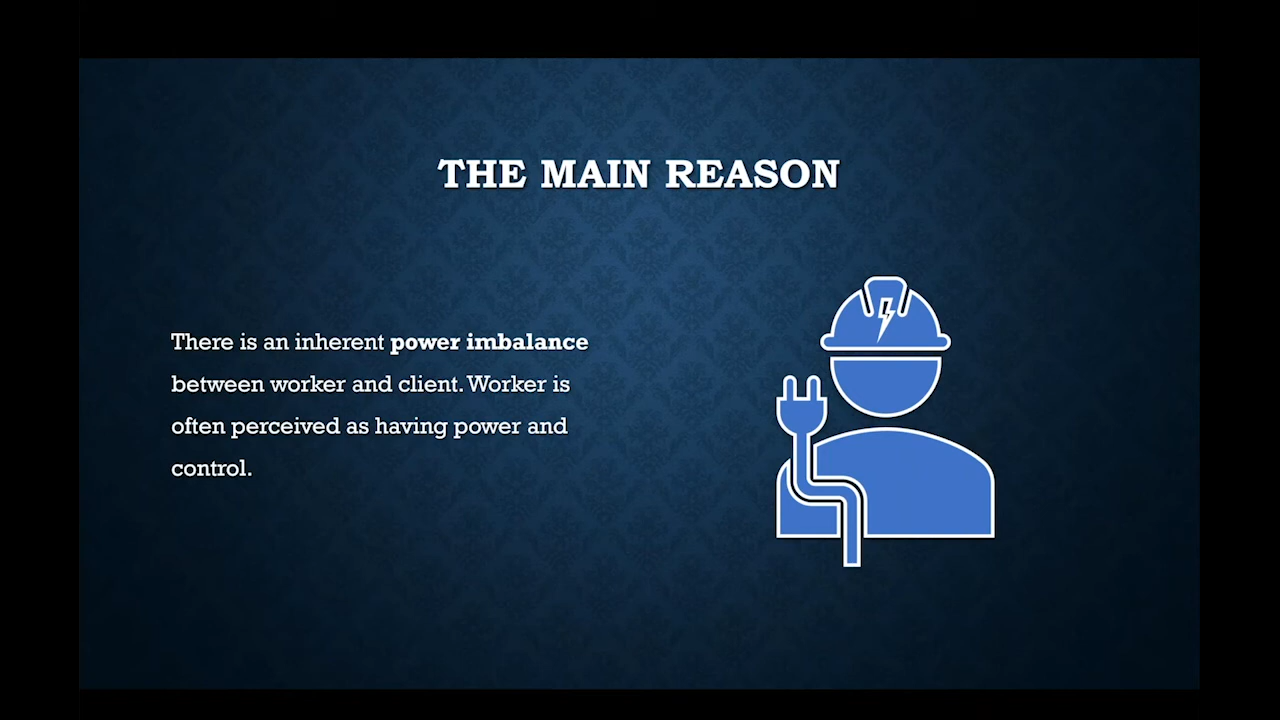 THE MAIN REASON
There is an inherent power imbalance
between worker and client. Worker is
often perceived as having power and
control.